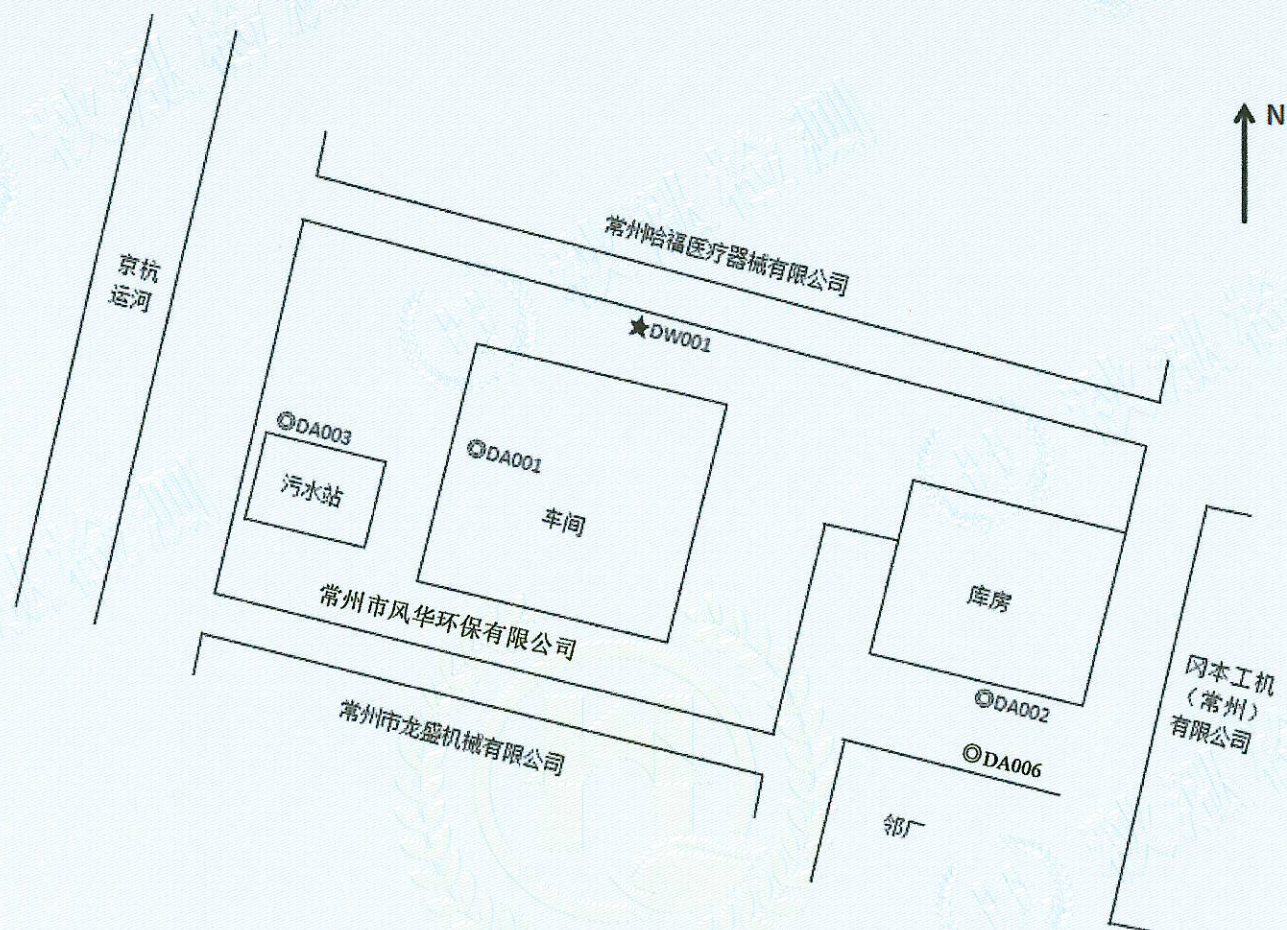 N
常州哈福医疗器械有限公司
京杭
运河
★DW001
◎DA003
◎DA001
污水站
车间
库房
常州市风华环保有限公司
常州市龙盛机械有限公司
冈本工机
（常州）
有限公司
◎DA002
◎DA006
邻厂